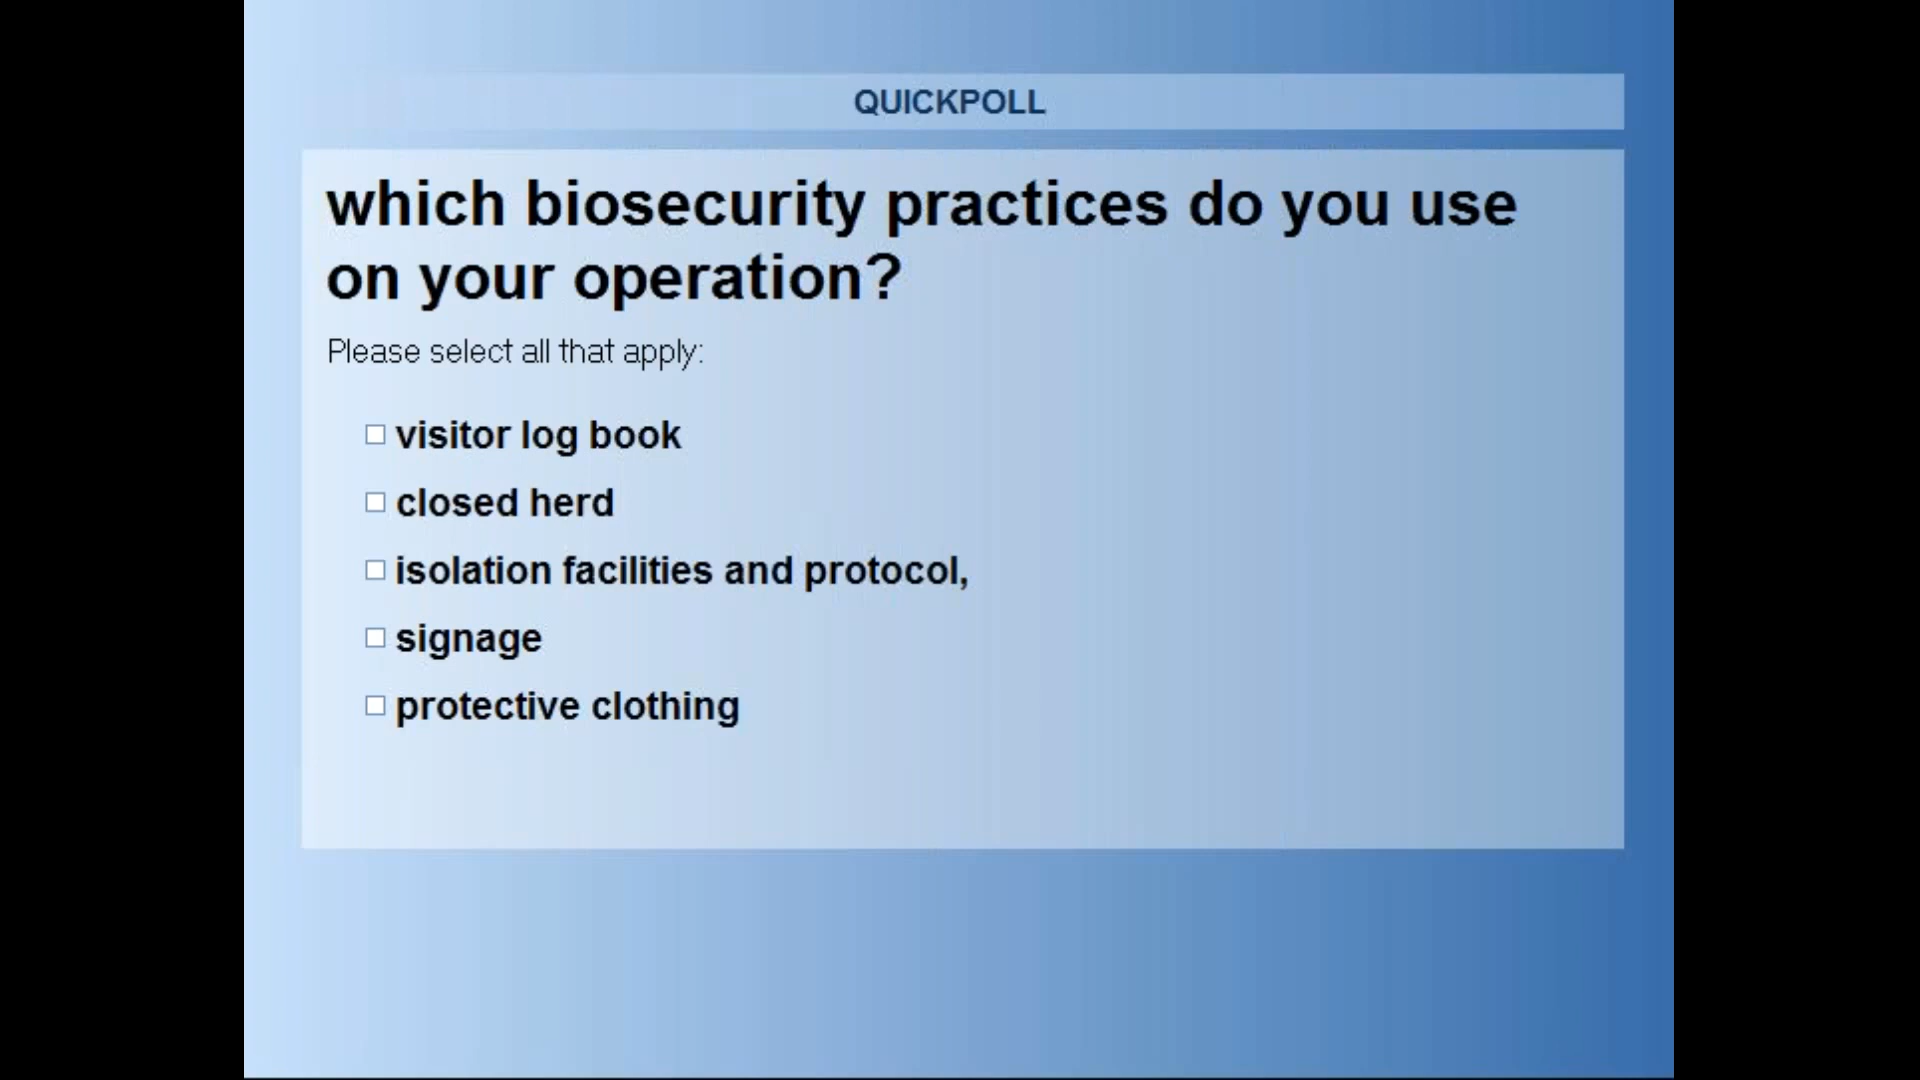 QUICKPOLL
which biosecurity practices do you use
on your operation?
Please select all that apply:
visitor log book
closed herd
isolation facilities and protocol,
signage
protective clothing